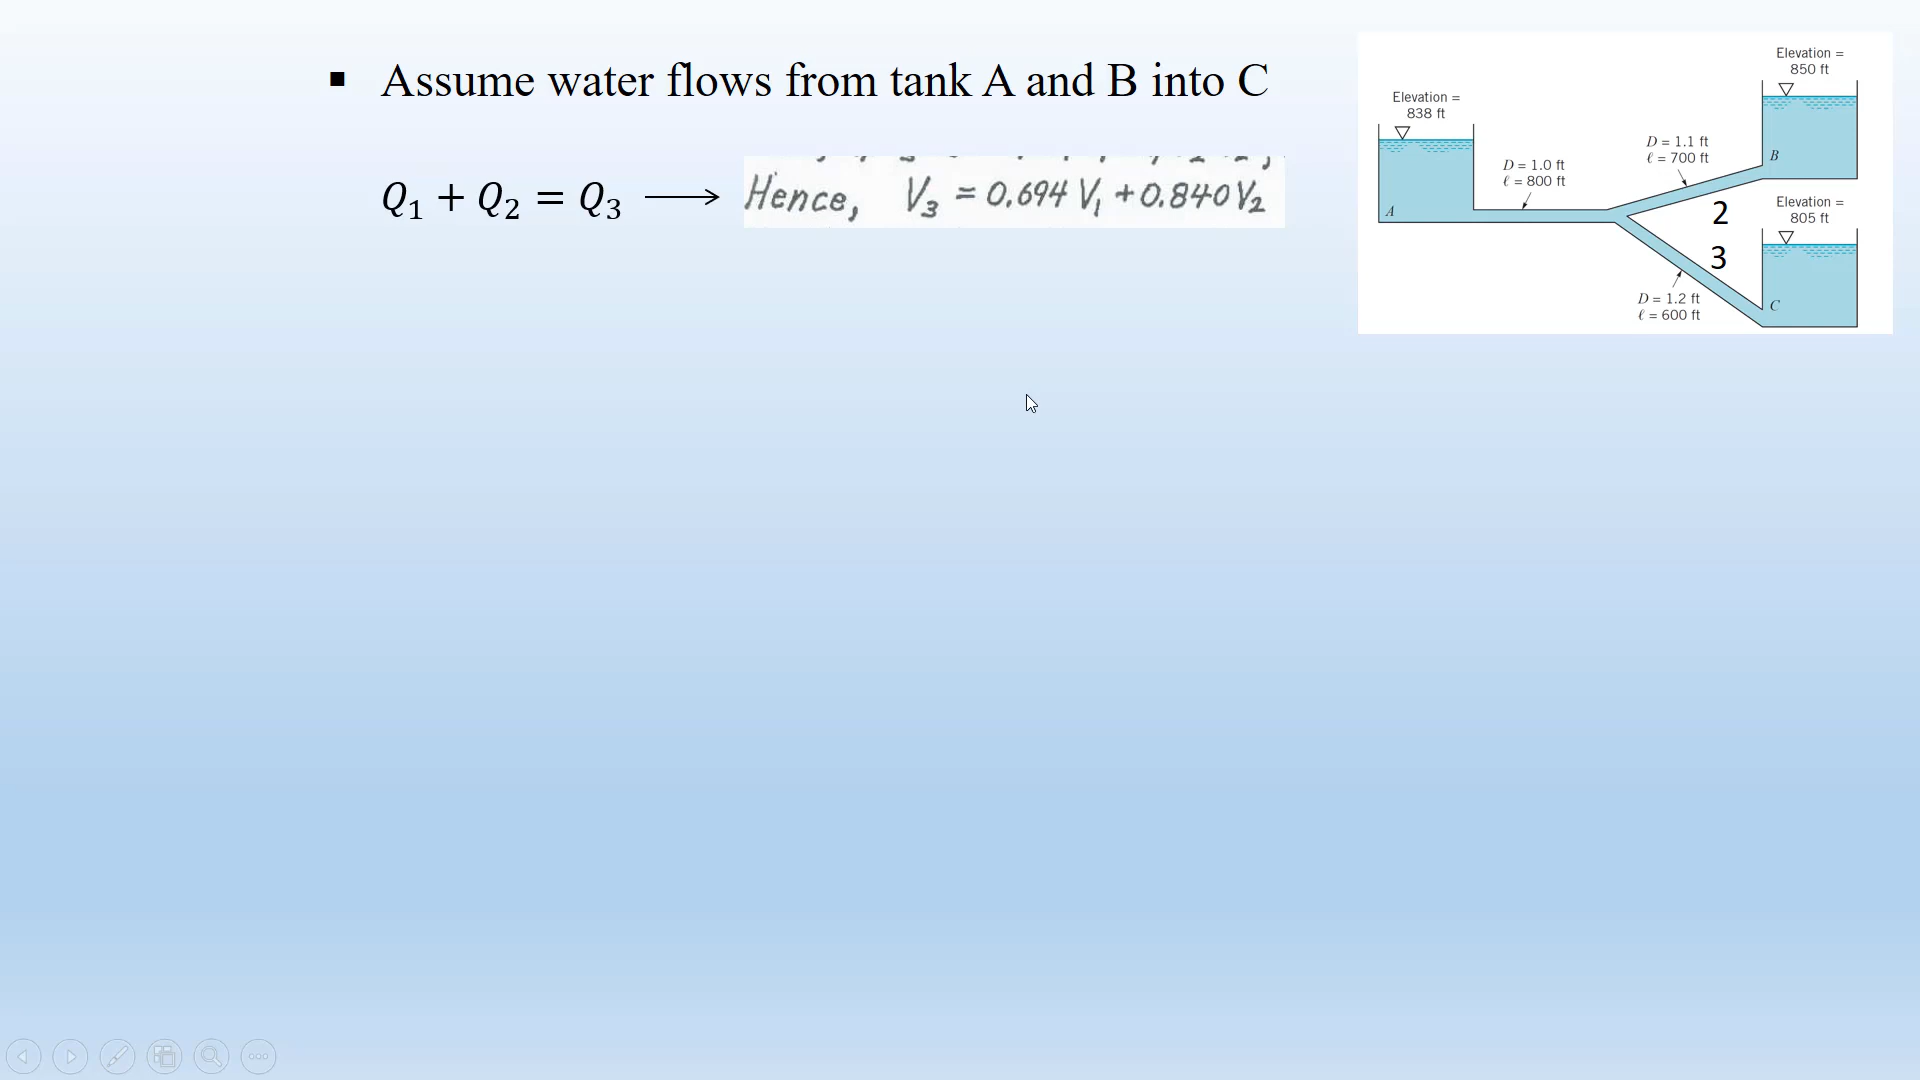 ▪ Assume water flows from tank A and B into C
Q₁ + Q₂ = Q₃ ⟶ Hence, V₃ = 0.694 V₁ + 0.840 V₂
Elevation =
850 ft
Elevation =
838 ft
D = 1.1 ft
ℓ = 700 ft
B
D = 1.0 ft
ℓ = 800 ft
A
2
Elevation =
805 ft
3
D = 1.2 ft
ℓ = 600 ft
C